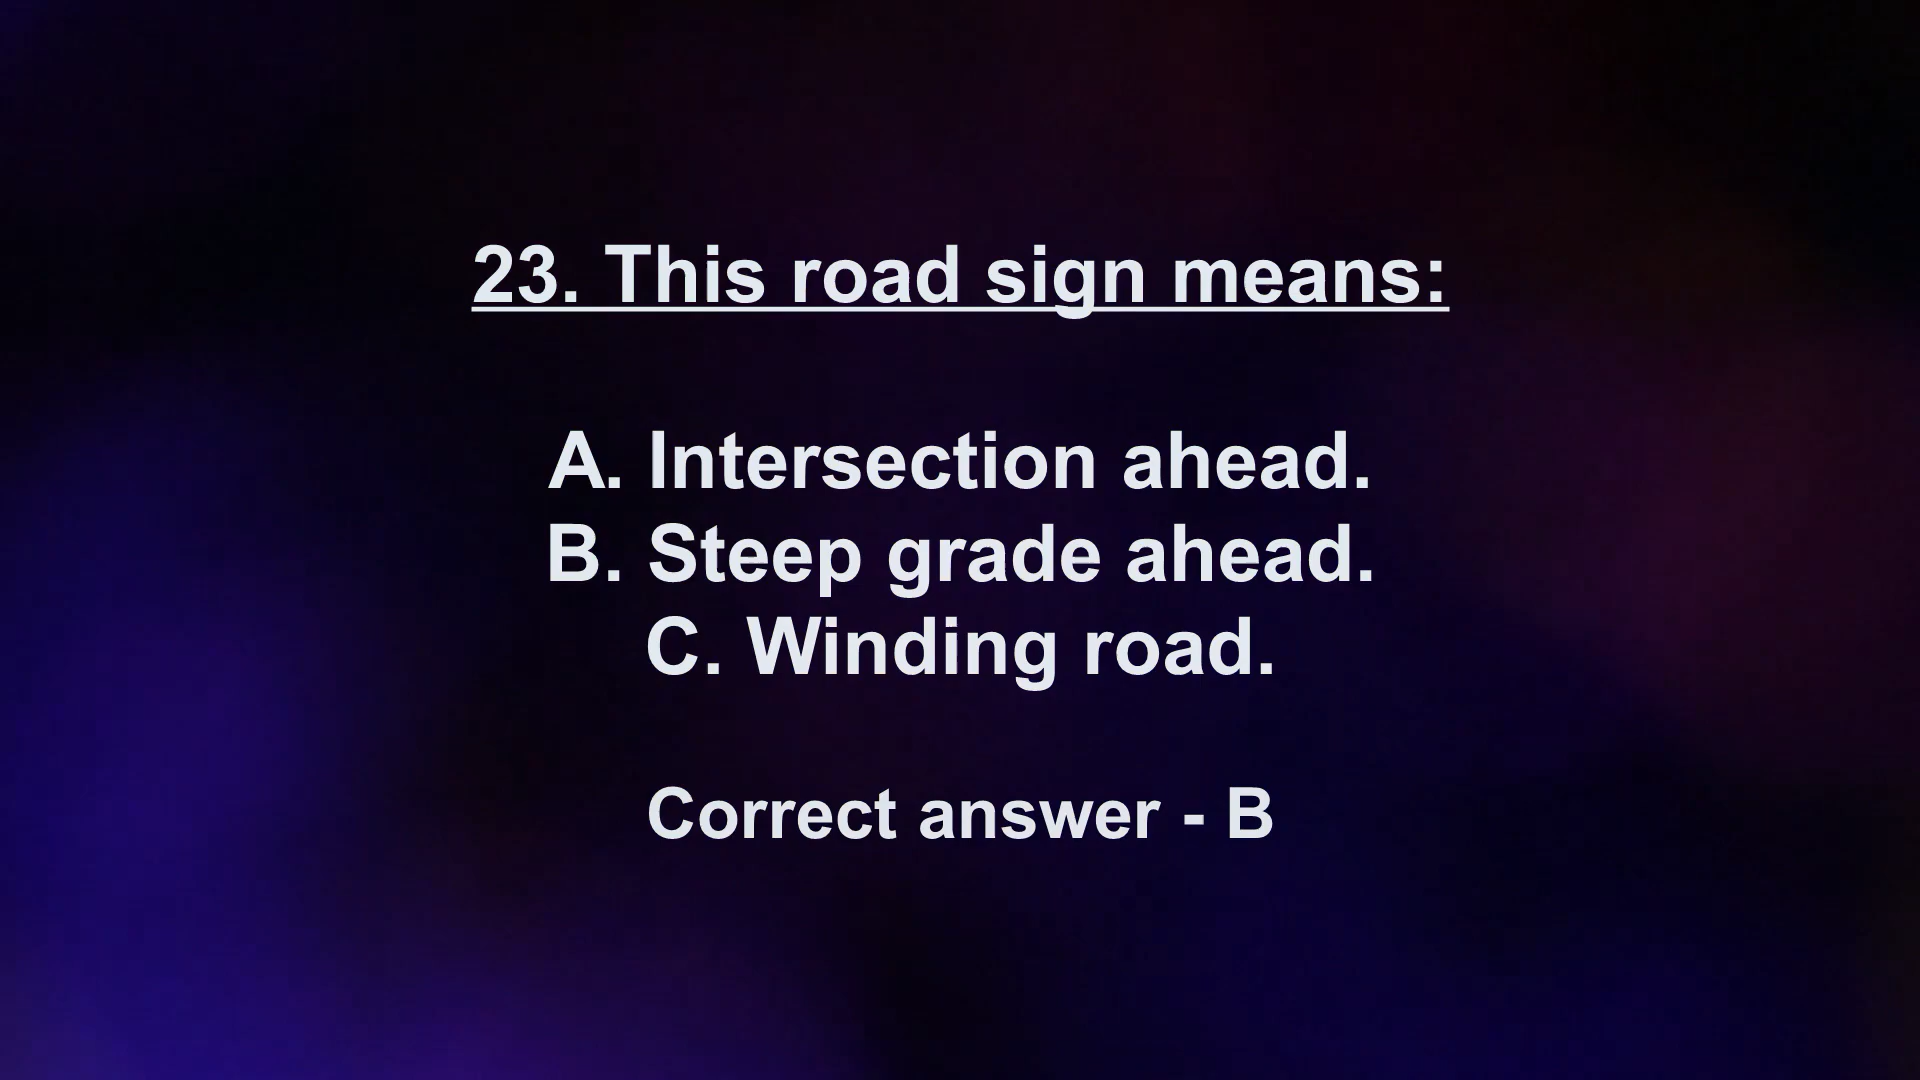 23. This road sign means:
A. Intersection ahead.
B. Steep grade ahead.
C. Winding road.
Correct answer - B